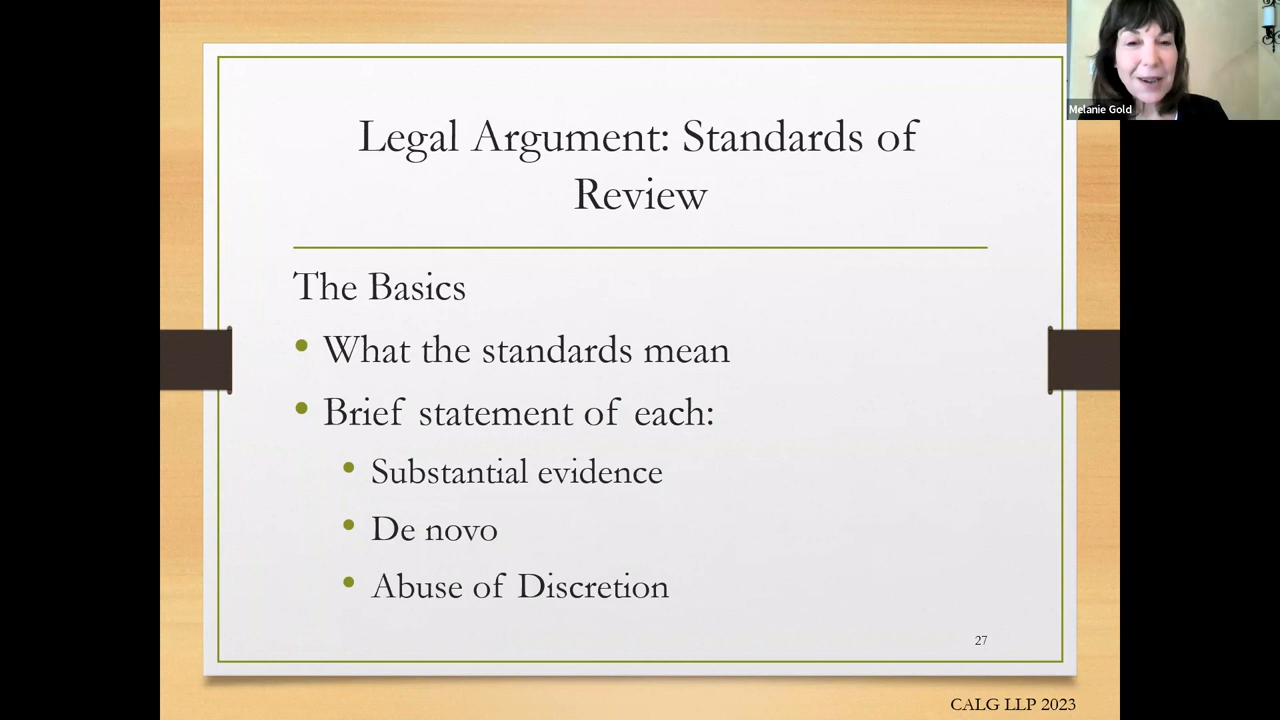 Legal Argument: Standards of
Review
Melanie Gold
The Basics
• What the standards mean
• Brief statement of each:
• Substantial evidence
• De novo
• Abuse of Discretion
27
CALG LLP 2023